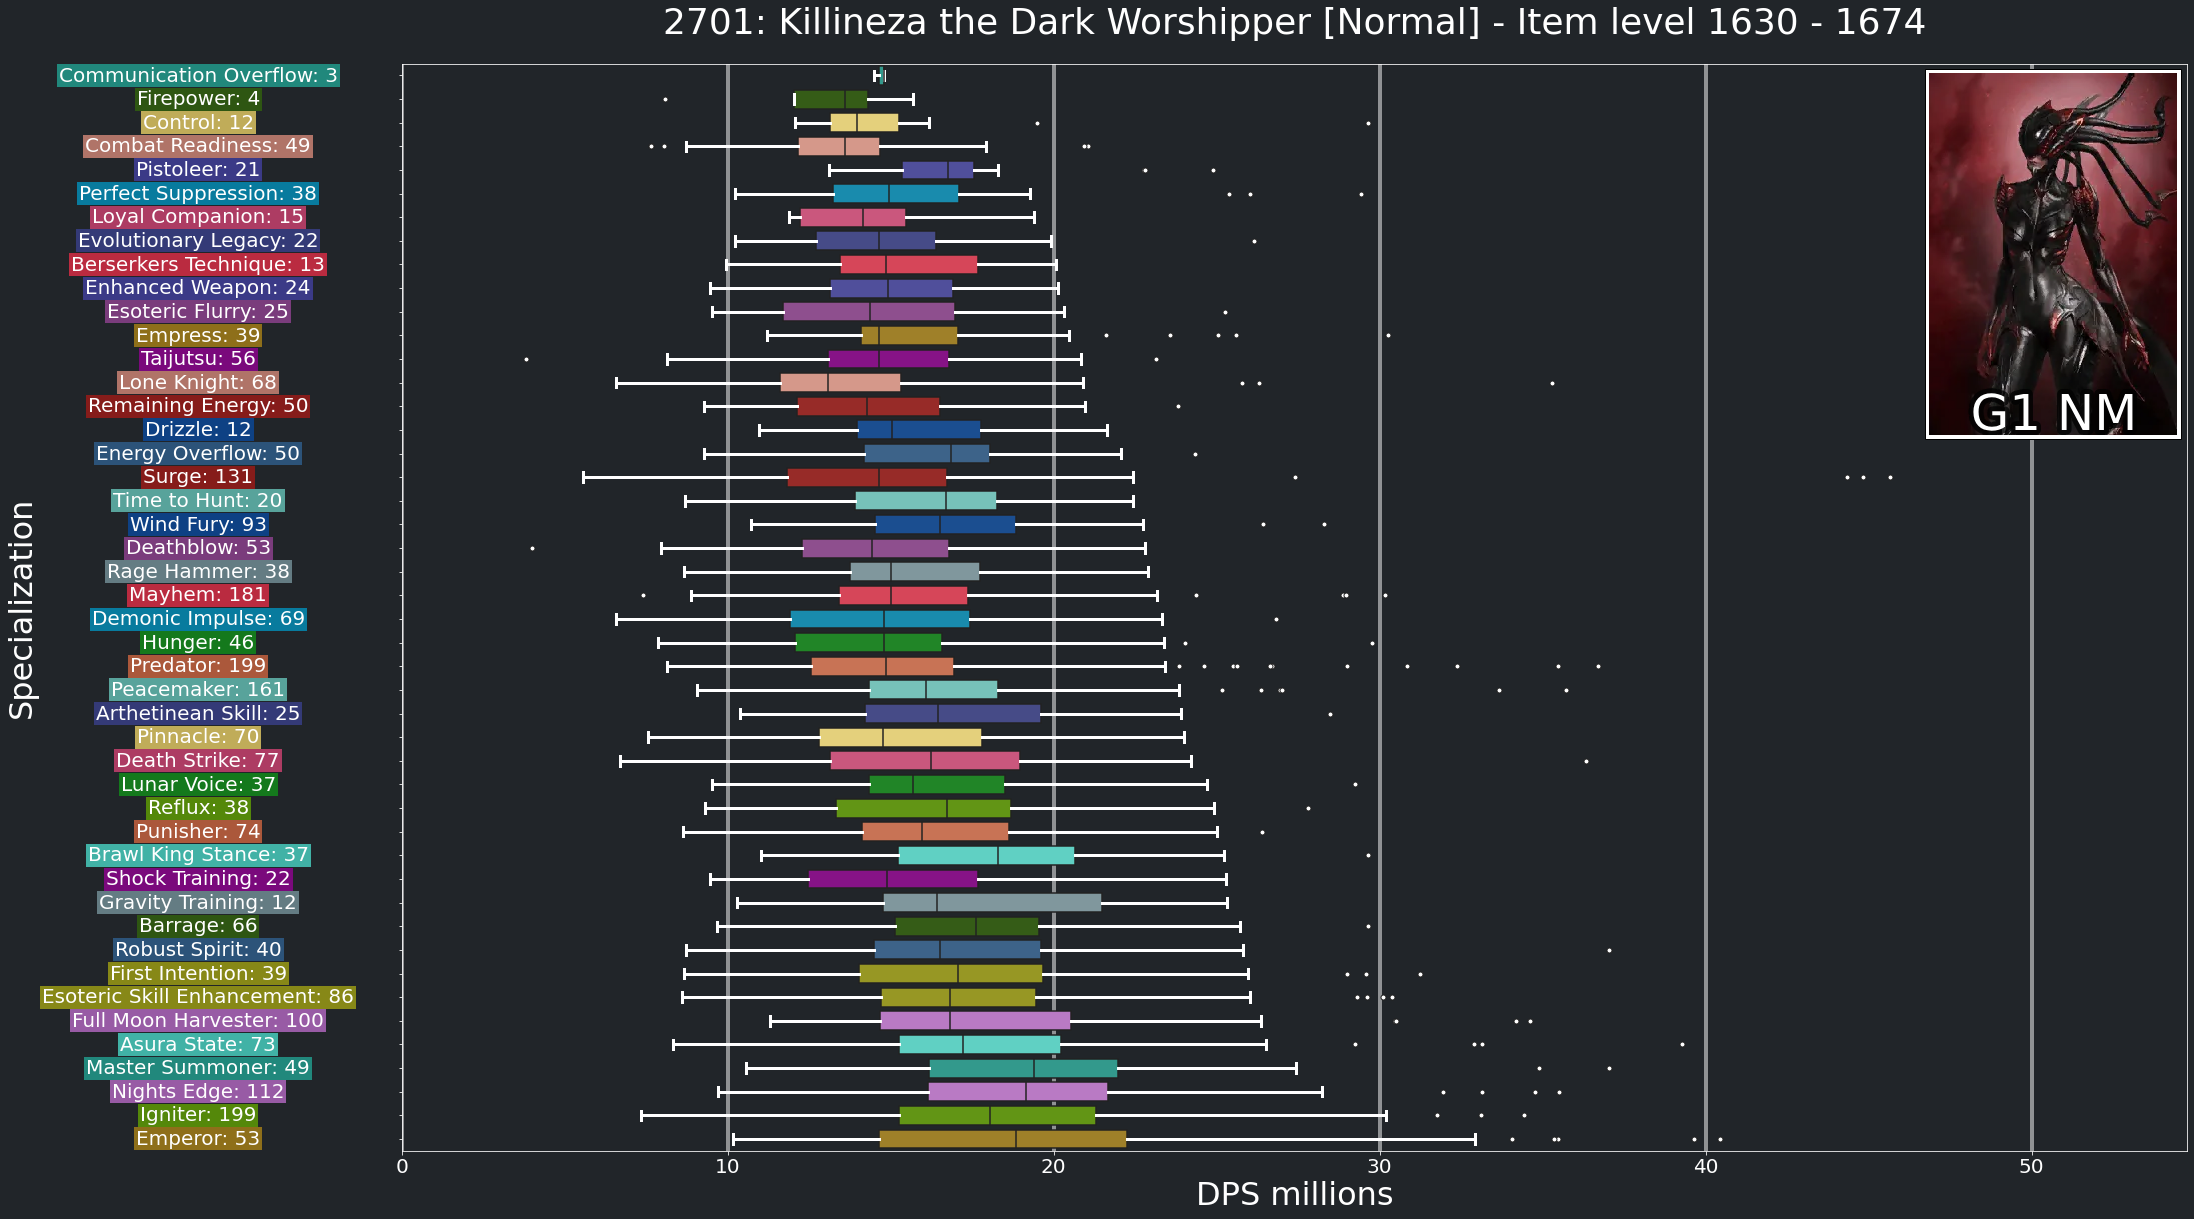 2701: Killineza the Dark Worshipper [Normal] - Item level 1630 - 1674
Communication Overflow: 3
Firepower: 4
Control: 12
Combat Readiness: 49
Pistoleer: 21
Perfect Suppression: 38
Loyal Companion: 15
Evolutionary Legacy: 22
Berserkers Technique: 13
Enhanced Weapon: 24
Esoteric Flurry: 25
Empress: 39
Taijutsu: 56
Lone Knight: 68
Remaining Energy: 50
Drizzle: 12
Energy Overflow: 50
Surge: 131
Time to Hunt: 20
Wind Fury: 93
Deathblow: 53
Rage Hammer: 38
Mayhem: 181
Demonic Impulse: 69
Hunger: 46
Predator: 199
Peacemaker: 161
Arthetinean Skill: 25
Pinnacle: 70
Death Strike: 77
Lunar Voice: 37
Reflux: 38
Punisher: 74
Brawl King Stance: 37
Shock Training: 22
Gravity Training: 12
Barrage: 66
Robust Spirit: 40
First Intention: 39
Esoteric Skill Enhancement: 86
Full Moon Harvester: 100
Asura State: 73
Master Summoner: 49
Nights Edge: 112
Igniter: 199
Emperor: 53
Specialization
G1 NM
0 10 20 30 40 50
DPS millions